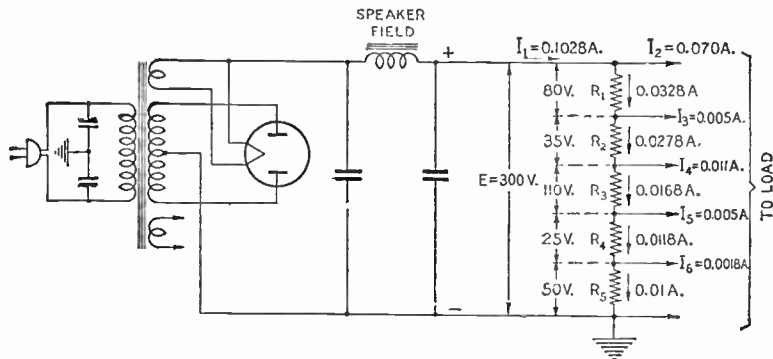 SPEAKER
FIELD
+
I₁=0.1028A.
I₂=0.070A.
80V.
R₁
0.0328A
I₃=0.005A.
35V.
R₂
0.0278A
I₄=0.011A.
E=300V.
110V.
R₃
0.0168A
I₅=0.005A
25V.
R₄
0.0118A
I₆=0.0018A
50V.
R₅
0.01A.
−
TO LOAD